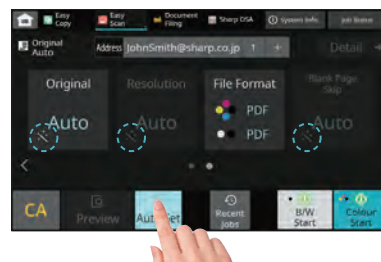 Easy Copy
Easy Scan
Document Filing
Sharp OSA
System Info.
Job Status
Original
Auto
Address JohnSmith@sharp.co.jp 1 +
Detail
Original
Auto
Resolution
Auto
File Format
PDF
PDF
Blank Page Skip
Auto
CA
Preview
Recent Jobs
B/W Start
Colour Start